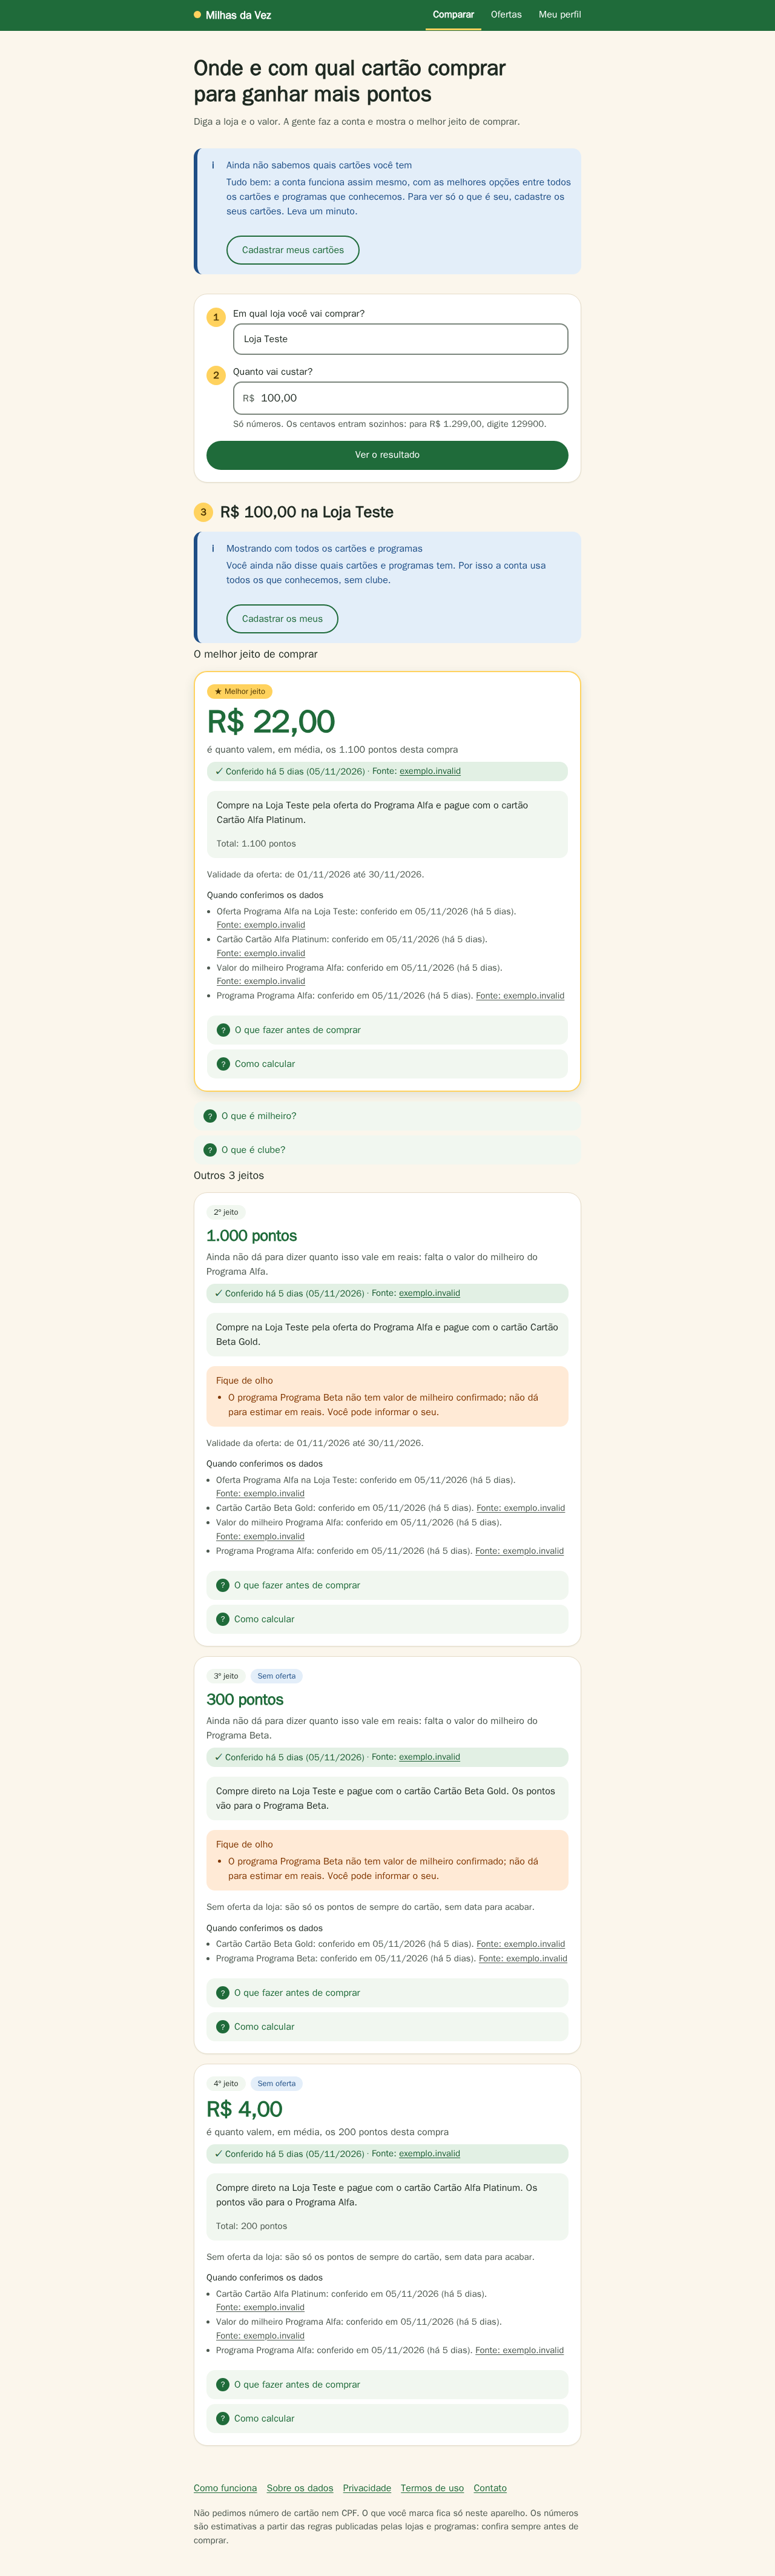 Milhas da Vez
Comparar
Ofertas
Meu perfil
Onde e com qual cartão comprar
para ganhar mais pontos
Diga a loja e o valor. A gente faz a conta e mostra o melhor jeito de comprar.
i
Ainda não sabemos quais cartões você tem
Tudo bem: a conta funciona assim mesmo, com as melhores opções entre todos
os cartões e programas que conhecemos. Para ver só o que é seu, cadastre os
seus cartões. Leva um minuto.
Cadastrar meus cartões
1
Em qual loja você vai comprar?
Loja Teste
2
Quanto vai custar?
R$ 100,00
Só números. Os centavos entram sozinhos: para R$ 1.299,00, digite 129900.
Ver o resultado
3
R$ 100,00 na Loja Teste
i
Mostrando com todos os cartões e programas
Você ainda não disse quais cartões e programas tem. Por isso a conta usa
todos os que conhecemos, sem clube.
Cadastrar os meus
O melhor jeito de comprar
★ Melhor jeito
R$ 22,00
é quanto valem, em média, os 1.100 pontos desta compra
✓ Conferido há 5 dias (05/11/2026) · Fonte: exemplo.invalid
Compre na Loja Teste pela oferta do Programa Alfa e pague com o cartão
Cartão Alfa Platinum.
Total: 1.100 pontos
Validade da oferta: de 01/11/2026 até 30/11/2026.
Quando conferimos os dados
• Oferta Programa Alfa na Loja Teste: conferido em 05/11/2026 (há 5 dias).
Fonte: exemplo.invalid
• Cartão Cartão Alfa Platinum: conferido em 05/11/2026 (há 5 dias).
Fonte: exemplo.invalid
• Valor do milheiro Programa Alfa: conferido em 05/11/2026 (há 5 dias).
Fonte: exemplo.invalid
• Programa Programa Alfa: conferido em 05/11/2026 (há 5 dias). Fonte: exemplo.invalid
? O que fazer antes de comprar
? Como calcular
? O que é milheiro?
? O que é clube?
Outros 3 jeitos
2º jeito
1.000 pontos
Ainda não dá para dizer quanto isso vale em reais: falta o valor do milheiro do
Programa Alfa.
✓ Conferido há 5 dias (05/11/2026) · Fonte: exemplo.invalid
Compre na Loja Teste pela oferta do Programa Alfa e pague com o cartão Cartão
Beta Gold.
Fique de olho
• O programa Programa Beta não tem valor de milheiro confirmado; não dá
para estimar em reais. Você pode informar o seu.
Validade da oferta: de 01/11/2026 até 30/11/2026.
Quando conferimos os dados
• Oferta Programa Alfa na Loja Teste: conferido em 05/11/2026 (há 5 dias).
Fonte: exemplo.invalid
• Cartão Cartão Beta Gold: conferido em 05/11/2026 (há 5 dias). Fonte: exemplo.invalid
• Valor do milheiro Programa Alfa: conferido em 05/11/2026 (há 5 dias).
Fonte: exemplo.invalid
• Programa Programa Alfa: conferido em 05/11/2026 (há 5 dias). Fonte: exemplo.invalid
? O que fazer antes de comprar
? Como calcular
3º jeito
Sem oferta
300 pontos
Ainda não dá para dizer quanto isso vale em reais: falta o valor do milheiro do
Programa Beta.
✓ Conferido há 5 dias (05/11/2026) · Fonte: exemplo.invalid
Compre direto na Loja Teste e pague com o cartão Cartão Beta Gold. Os pontos
vão para o Programa Beta.
Fique de olho
• O programa Programa Beta não tem valor de milheiro confirmado; não dá
para estimar em reais. Você pode informar o seu.
Sem oferta da loja: são só os pontos de sempre do cartão, sem data para acabar.
Quando conferimos os dados
• Cartão Cartão Beta Gold: conferido em 05/11/2026 (há 5 dias). Fonte: exemplo.invalid
• Programa Programa Beta: conferido em 05/11/2026 (há 5 dias). Fonte: exemplo.invalid
? O que fazer antes de comprar
? Como calcular
4º jeito
Sem oferta
R$ 4,00
é quanto valem, em média, os 200 pontos desta compra
✓ Conferido há 5 dias (05/11/2026) · Fonte: exemplo.invalid
Compre direto na Loja Teste e pague com o cartão Cartão Alfa Platinum. Os
pontos vão para o Programa Alfa.
Total: 200 pontos
Sem oferta da loja: são só os pontos de sempre do cartão, sem data para acabar.
Quando conferimos os dados
• Cartão Cartão Alfa Platinum: conferido em 05/11/2026 (há 5 dias).
Fonte: exemplo.invalid
• Valor do milheiro Programa Alfa: conferido em 05/11/2026 (há 5 dias).
Fonte: exemplo.invalid
• Programa Programa Alfa: conferido em 05/11/2026 (há 5 dias). Fonte: exemplo.invalid
? O que fazer antes de comprar
? Como calcular
Como funciona
Sobre os dados
Privacidade
Termos de uso
Contato
Não pedimos número de cartão nem CPF. O que você marca fica só neste aparelho. Os números
são estimativas a partir das regras publicadas pelas lojas e programas: confira sempre antes de
comprar.